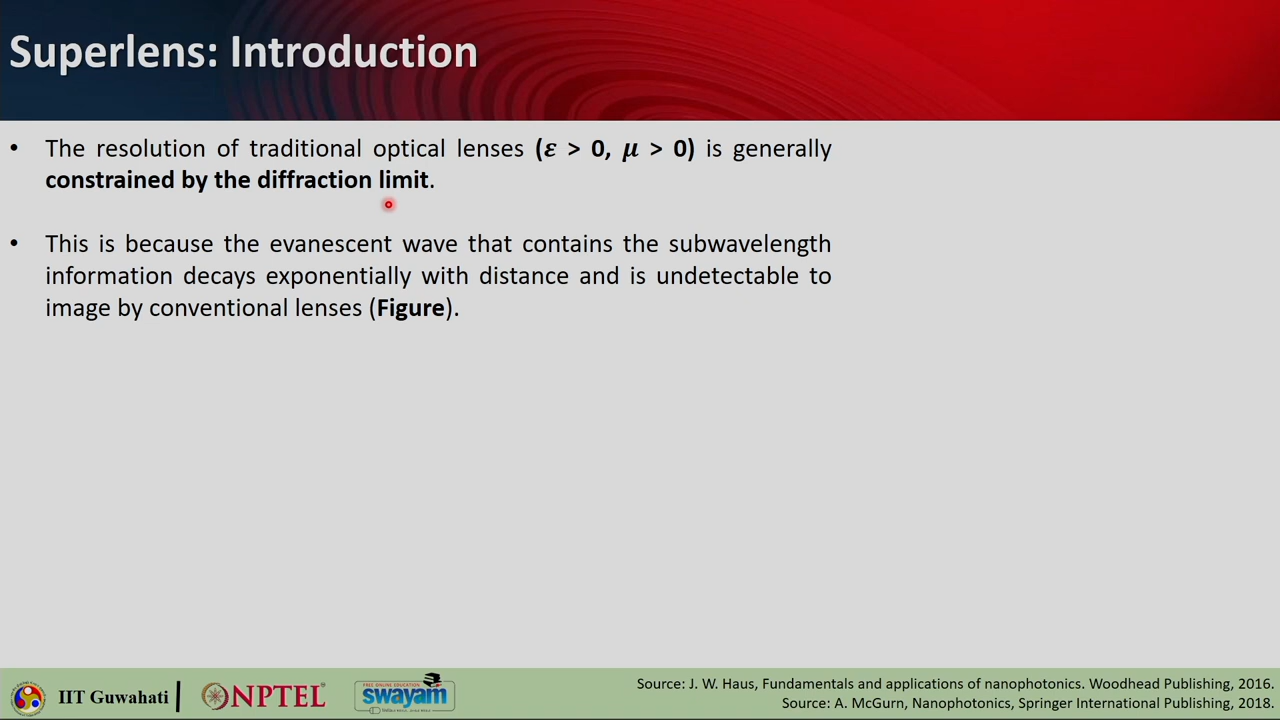 Superlens: Introduction
• The resolution of traditional optical lenses (ε > 0, μ > 0) is generally
constrained by the diffraction limit.
• This is because the evanescent wave that contains the subwavelength
information decays exponentially with distance and is undetectable to
image by conventional lenses (Figure).
IIT Guwahati
NPTEL
FREE ONLINE EDUCATION
swayam
Source: J. W. Haus, Fundamentals and applications of nanophotonics. Woodhead Publishing, 2016.
Source: A. McGurn, Nanophotonics, Springer International Publishing, 2018.